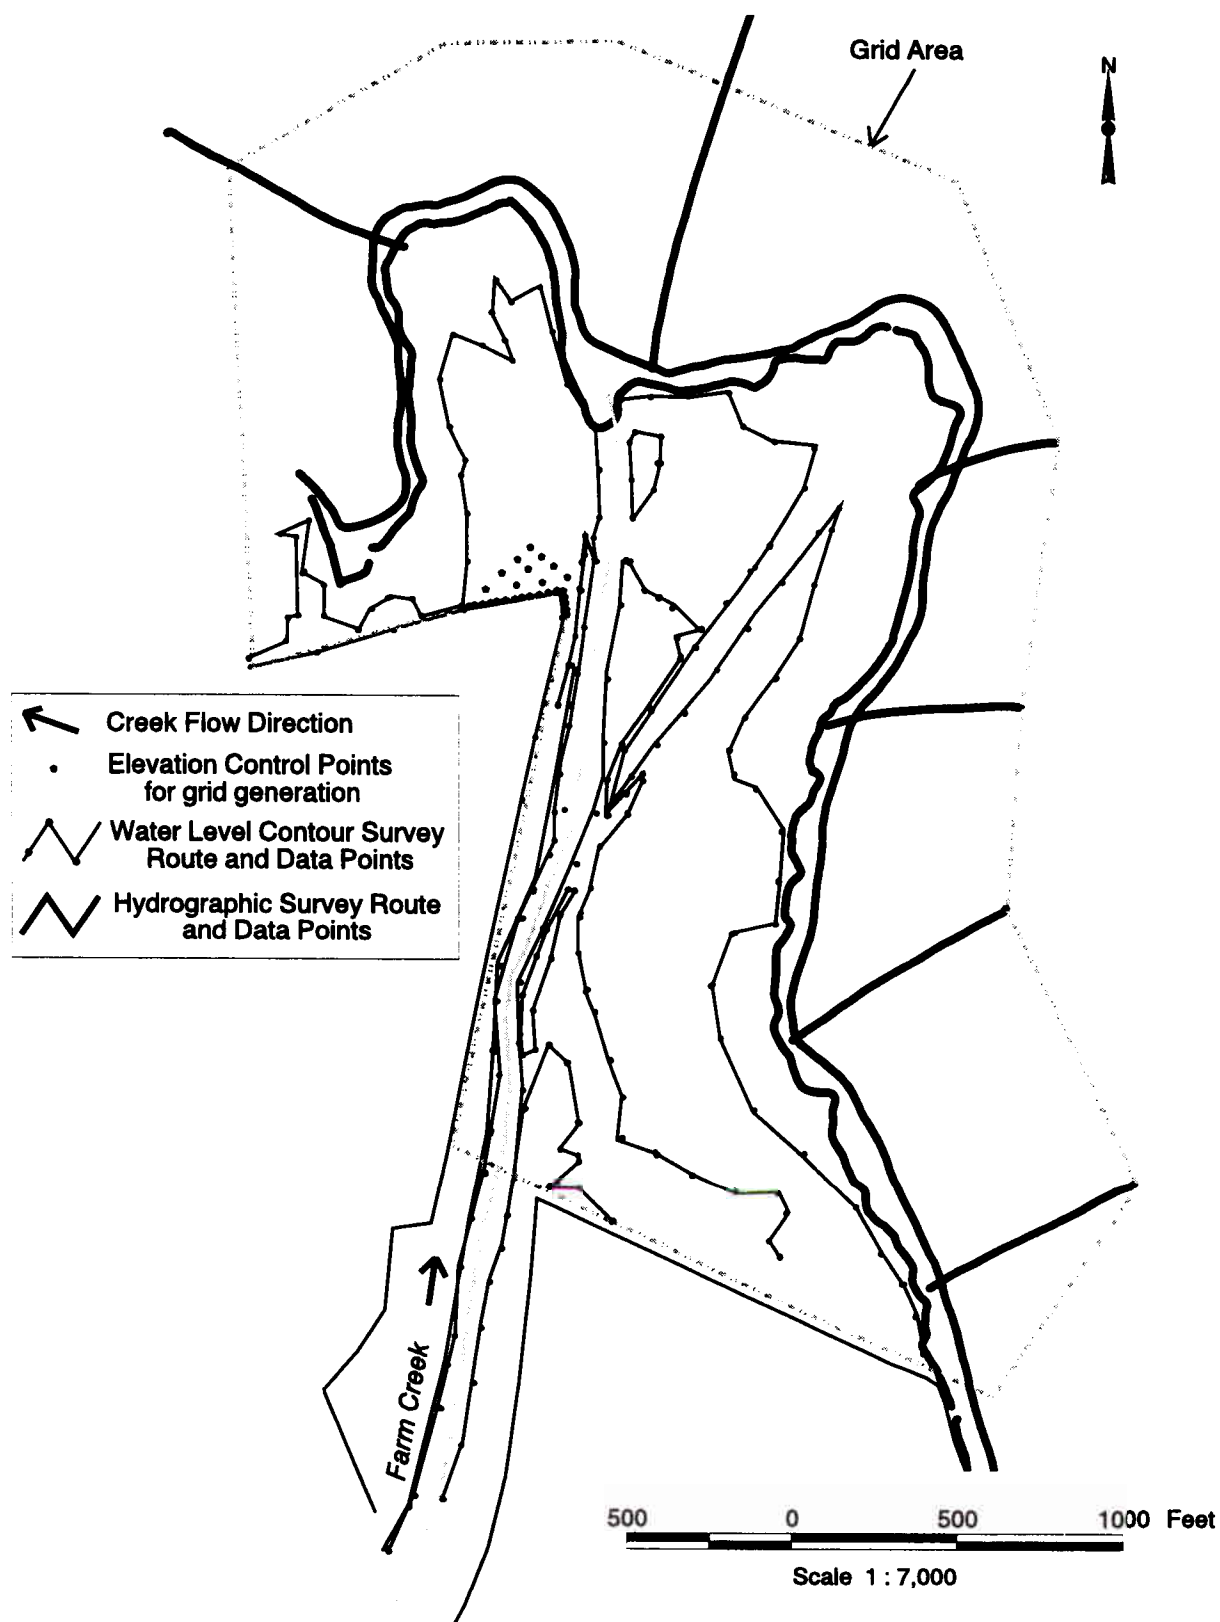 Grid Area
N
Creek Flow Direction
Elevation Control Points
for grid generation
Water Level Contour Survey
Route and Data Points
Hydrographic Survey Route
and Data Points
Farm Creek
500 0 500 1000 Feet
Scale 1 : 7,000